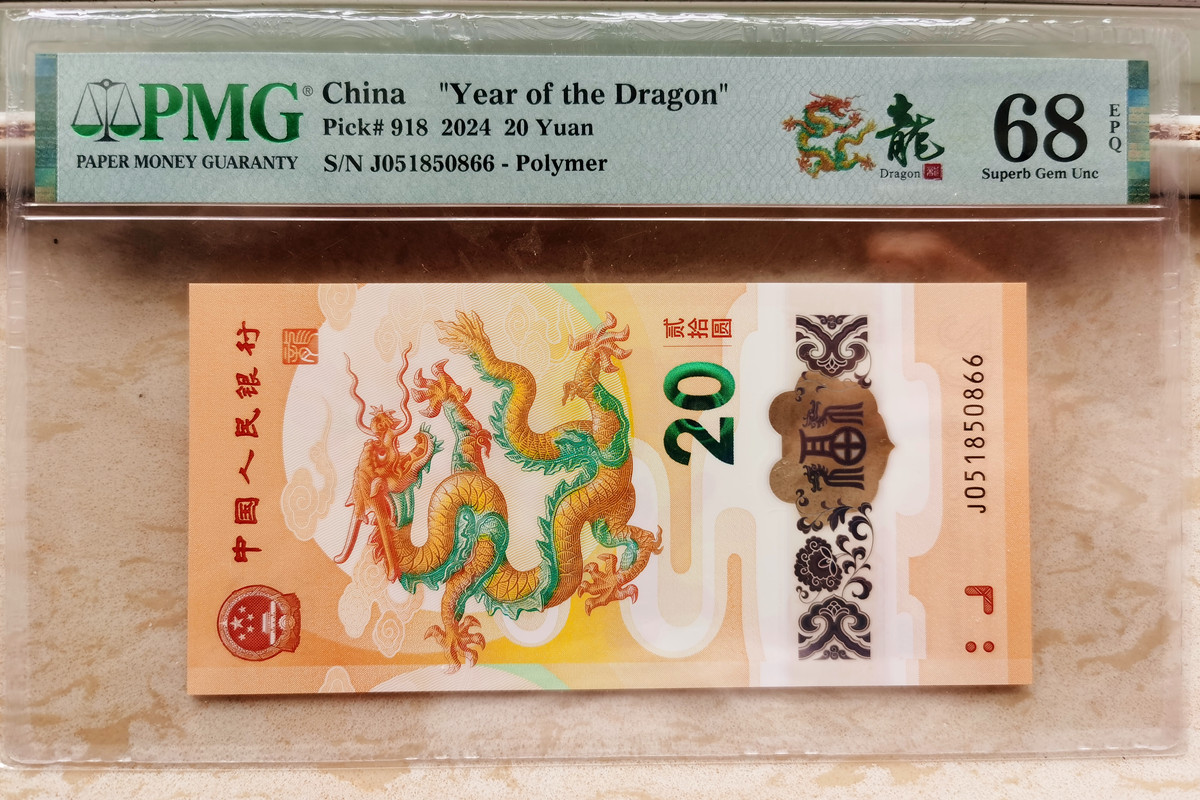 PMG®
PAPER MONEY GUARANTY
China "Year of the Dragon"
Pick# 918 2024 20 Yuan
S/N J051850866 - Polymer
龍
Dragon
68
EPQ
Superb Gem Unc
中国人民银行
贰拾圆
20
福
J051850866